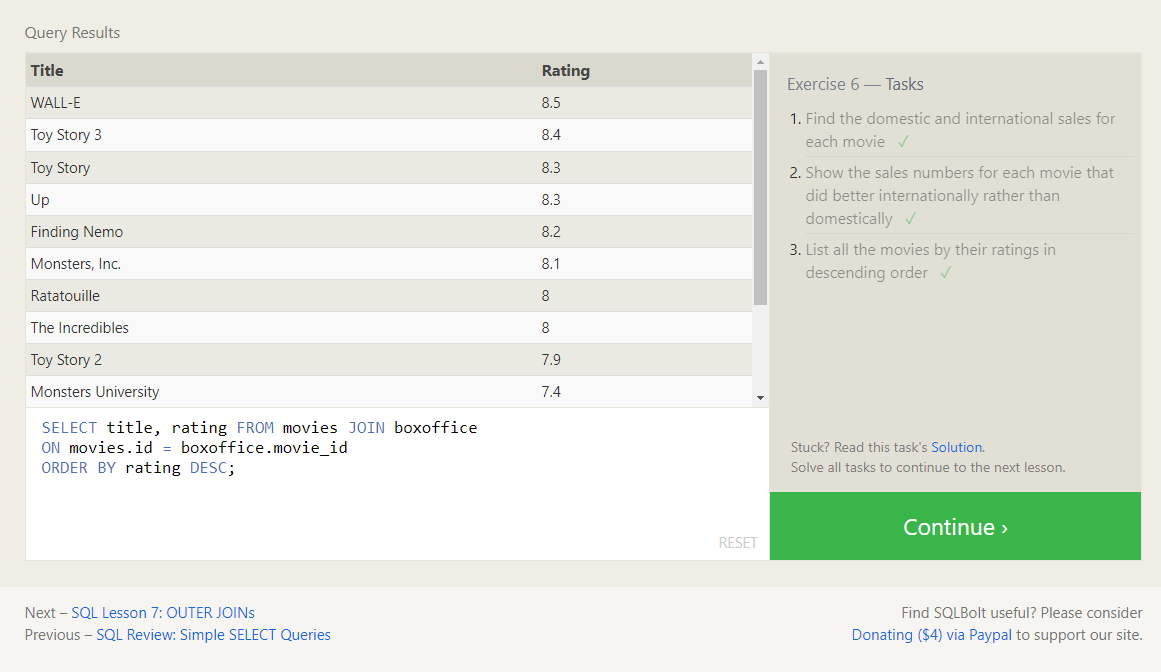 Query Results
Title Rating
WALL-E 8.5
Toy Story 3 8.4
Toy Story 8.3
Up 8.3
Finding Nemo 8.2
Monsters, Inc. 8.1
Ratatouille 8
The Incredibles 8
Toy Story 2 7.9
Monsters University 7.4
SELECT title, rating FROM movies JOIN boxoffice
ON movies.id = boxoffice.movie_id
ORDER BY rating DESC;
RESET
Exercise 6 — Tasks
1. Find the domestic and international sales for
each movie ✓
2. Show the sales numbers for each movie that
did better internationally rather than
domestically ✓
3. List all the movies by their ratings in
descending order ✓
Stuck? Read this task's Solution.
Solve all tasks to continue to the next lesson.
Continue ›
Next – SQL Lesson 7: OUTER JOINs
Previous – SQL Review: Simple SELECT Queries
Find SQLBolt useful? Please consider
Donating ($4) via Paypal to support our site.